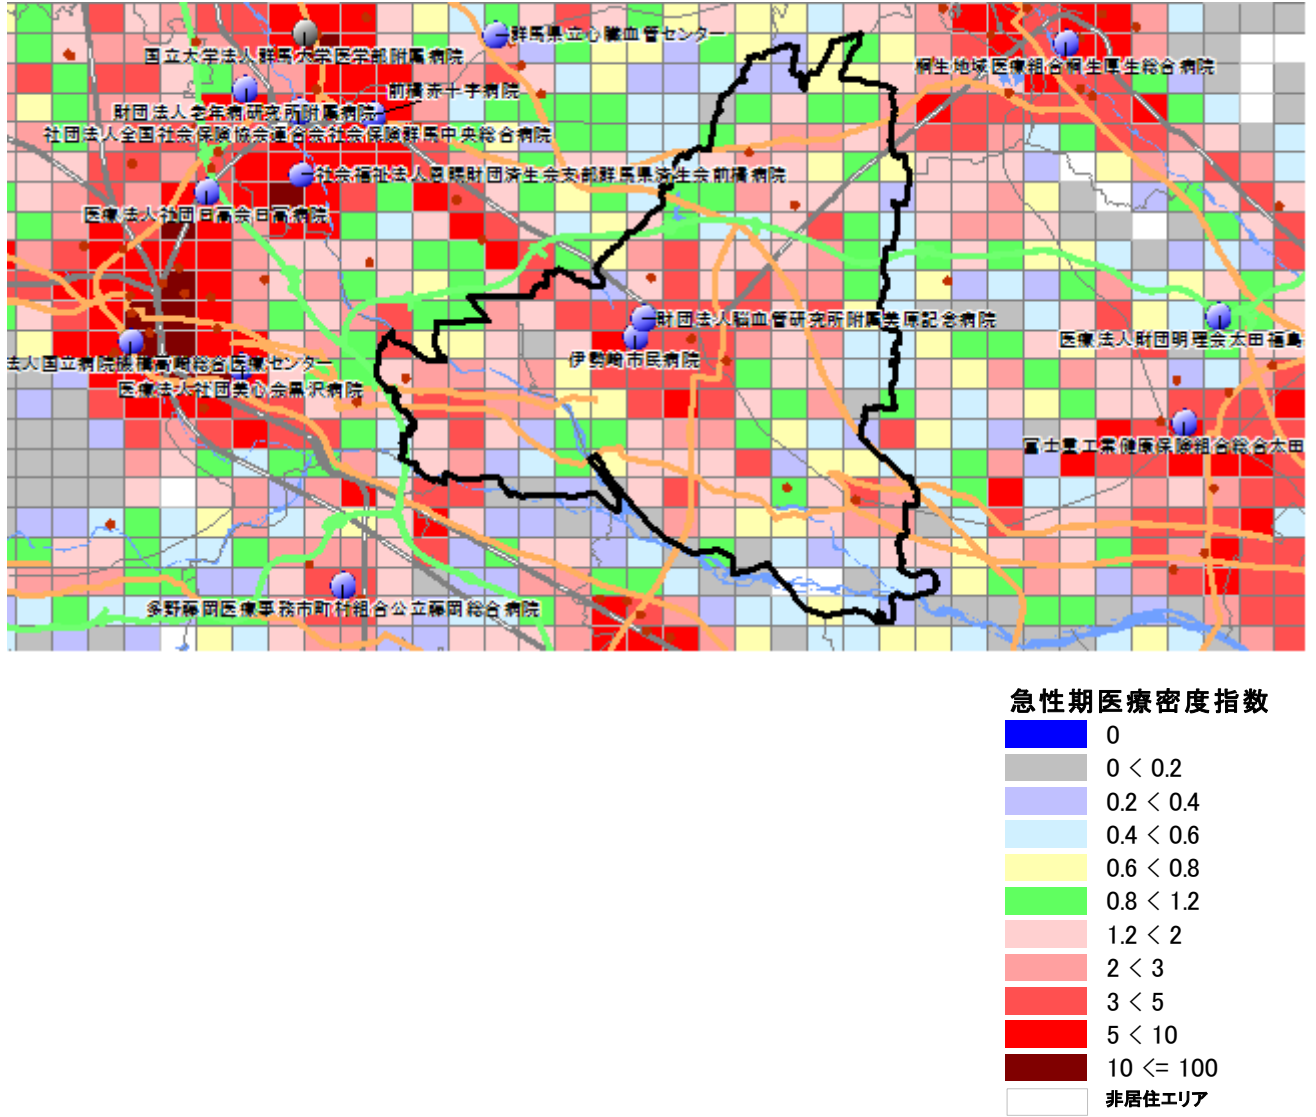 群馬県立心臓血管センター
国立大学法人群馬大学医学部附属病院
桐生地域医療組合桐生厚生総合病院
前橋赤十字病院
財団法人老年病研究所附属病院
社団法人全国社会保険協会連合会社会保険群馬中央総合病院
社会福祉法人恩賜財団済生会支部群馬県済生会前橋病院
医療法人社団日高会日高病院
財団法人脳血管研究所附属美原記念病院
医療法人財団明理会太田福島
伊勢崎市民病院
法人国立病院機構高崎総合医療センター
医療法人社団美心会黒沢病院
富士重工業健康保険組合総合太田
多野藤岡医療事務市町村組合公立藤岡総合病院
急性期医療密度指数
0
0 < 0.2
0.2 < 0.4
0.4 < 0.6
0.6 < 0.8
0.8 < 1.2
1.2 < 2
2 < 3
3 < 5
5 < 10
10 <= 100
非居住エリア